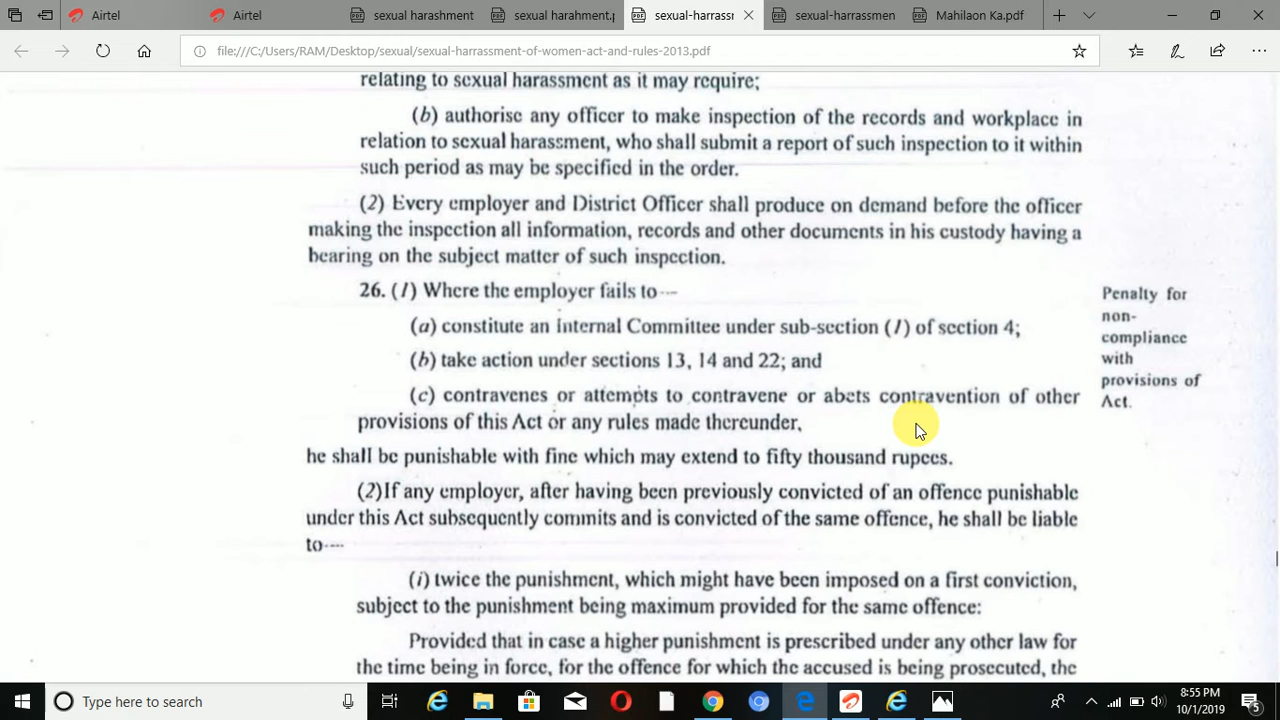 Airtel
Airtel
sexual harashment
sexual harahment.p
sexual-harrassr
sexual-harrassmen
Mahilaon Ka.pdf
file:///C:/Users/RAM/Desktop/sexual/sexual-harrassment-of-women-act-and-rules-2013.pdf
relating to sexual harassment as it may require;
(b) authorise any officer to make inspection of the records and workplace in
relation to sexual harassment, who shall submit a report of such inspection to it within
such period as may be specified in the order.
(2) Every employer and District Officer shall produce on demand before the officer
making the inspection all information, records and other documents in his custody having a
bearing on the subject matter of such inspection.
26. (1) Where the employer fails to—
Penalty for
non-
compliance
with
provisions of
Act.
(a) constitute an Internal Committee under sub-section (1) of section 4;
(b) take action under sections 13, 14 and 22; and
(c) contravenes or attempts to contravene or abets contravention of other
provisions of this Act or any rules made thereunder,
he shall be punishable with fine which may extend to fifty thousand rupees.
(2)If any employer, after having been previously convicted of an offence punishable
under this Act subsequently commits and is convicted of the same offence, he shall be liable
to—
(i) twice the punishment, which might have been imposed on a first conviction,
subject to the punishment being maximum provided for the same offence:
Provided that in case a higher punishment is prescribed under any other law for
the time being in force, for the offence for which the accused is being prosecuted, the
Type here to search
8:55 PM
10/1/2019
5